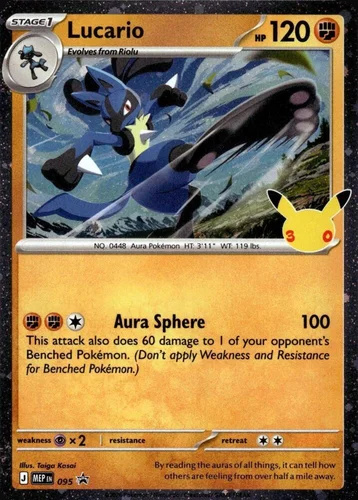 STAGE 1
Lucario
HP 120
Evolves from Riolu
30
NO. 0448 Aura Pokémon HT: 3'11" WT: 119 lbs.
Aura Sphere 100
This attack also does 60 damage to 1 of your opponent's
Benched Pokémon. (Don't apply Weakness and Resistance
for Benched Pokémon.)
weakness ×2 resistance retreat
Illus. Taiga Kasai
J MEP EN 095
By reading the auras of all things, it can tell how
others are feeling from over half a mile away.